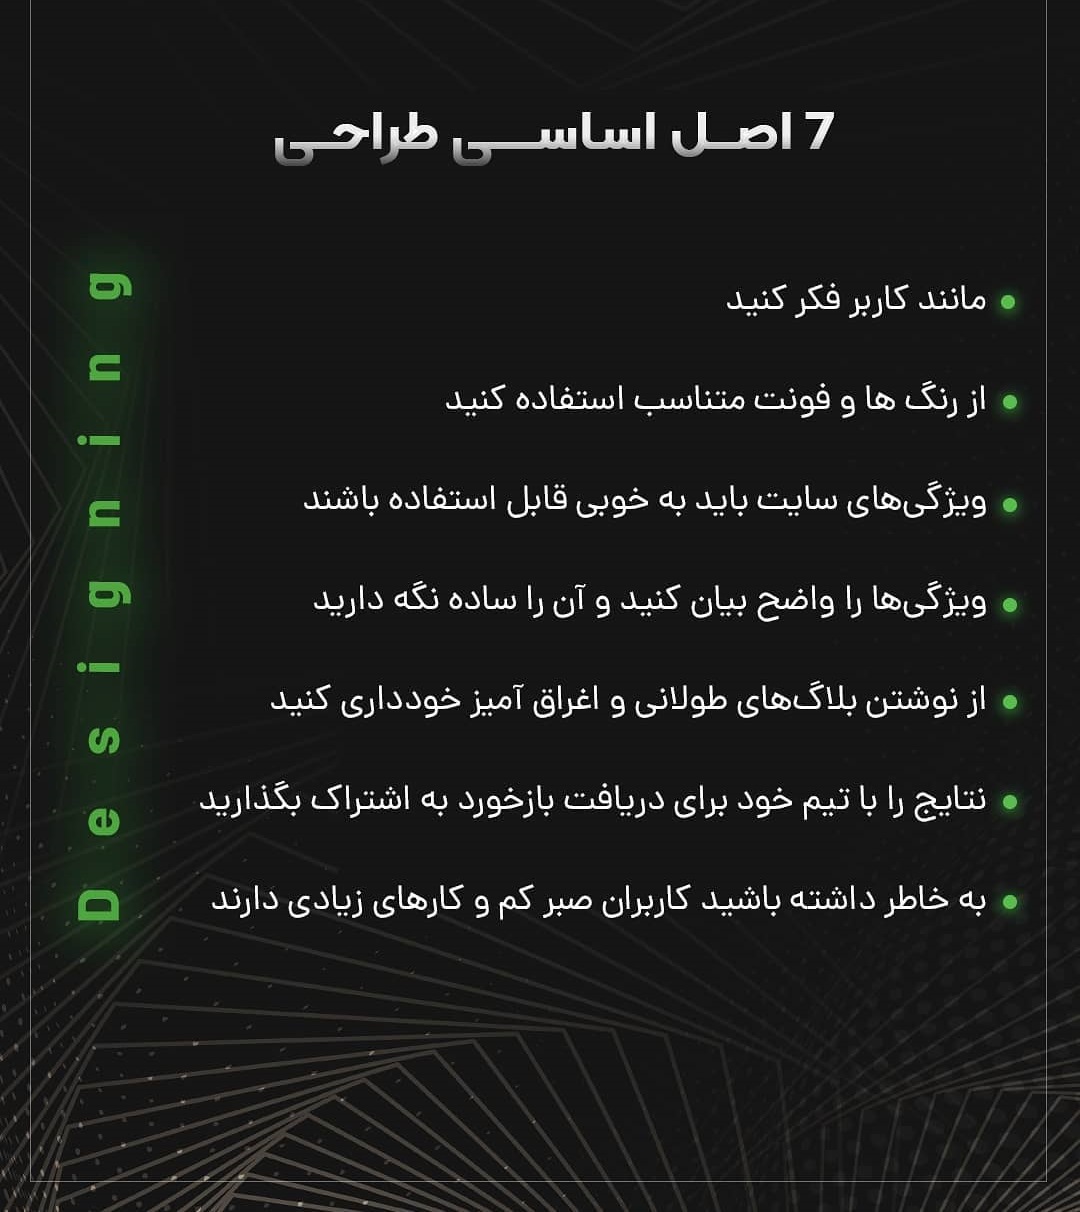 7 اصل اساسی طراحی
مانند کاربر فکر کنید
از رنگ ها و فونت متناسب استفاده کنید
ویژگی‌های سایت باید به خوبی قابل استفاده باشند
ویژگی‌ها را واضح بیان کنید و آن را ساده نگه دارید
از نوشتن بلاگ‌های طولانی و اغراق آمیز خودداری کنید
نتایج را با تیم خود برای دریافت بازخورد به اشتراک بگذارید
به خاطر داشته باشید کاربران صبر کم و کارهای زیادی دارند
Designing